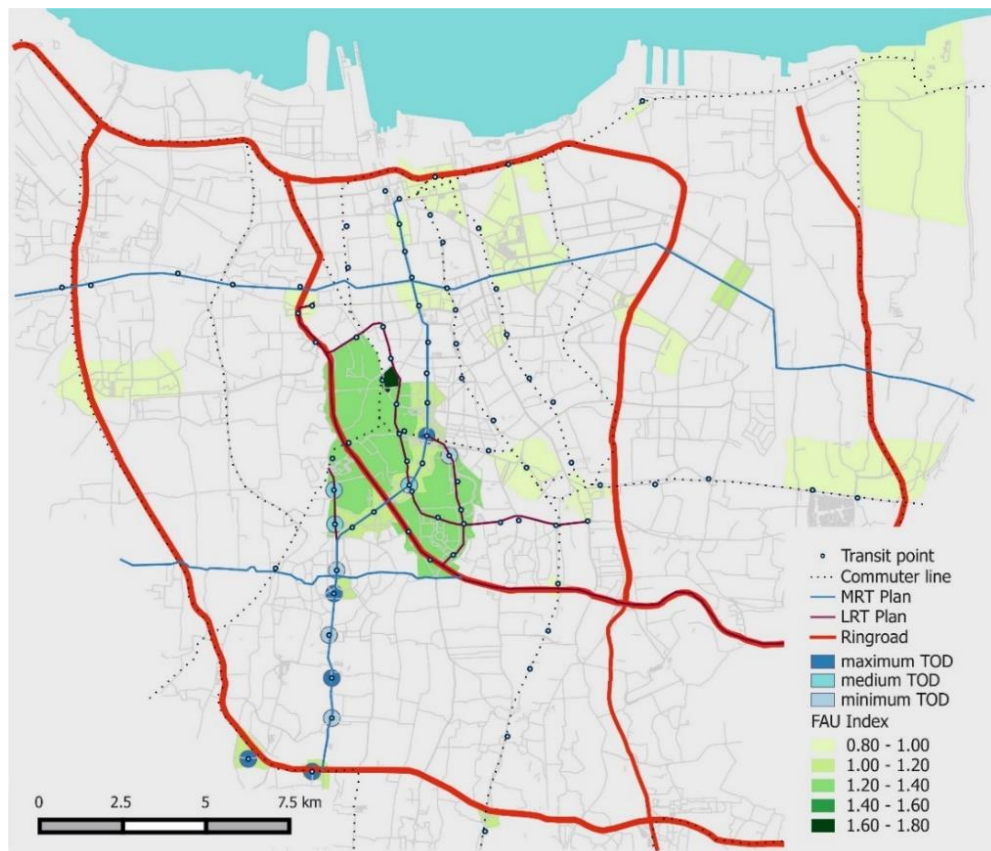 Transit point
Commuter line
MRT Plan
LRT Plan
Ringroad
maximum TOD
medium TOD
minimum TOD
FAU Index
0.80 - 1.00
1.00 - 1.20
1.20 - 1.40
1.40 - 1.60
1.60 - 1.80
0 2.5 5 7.5 km